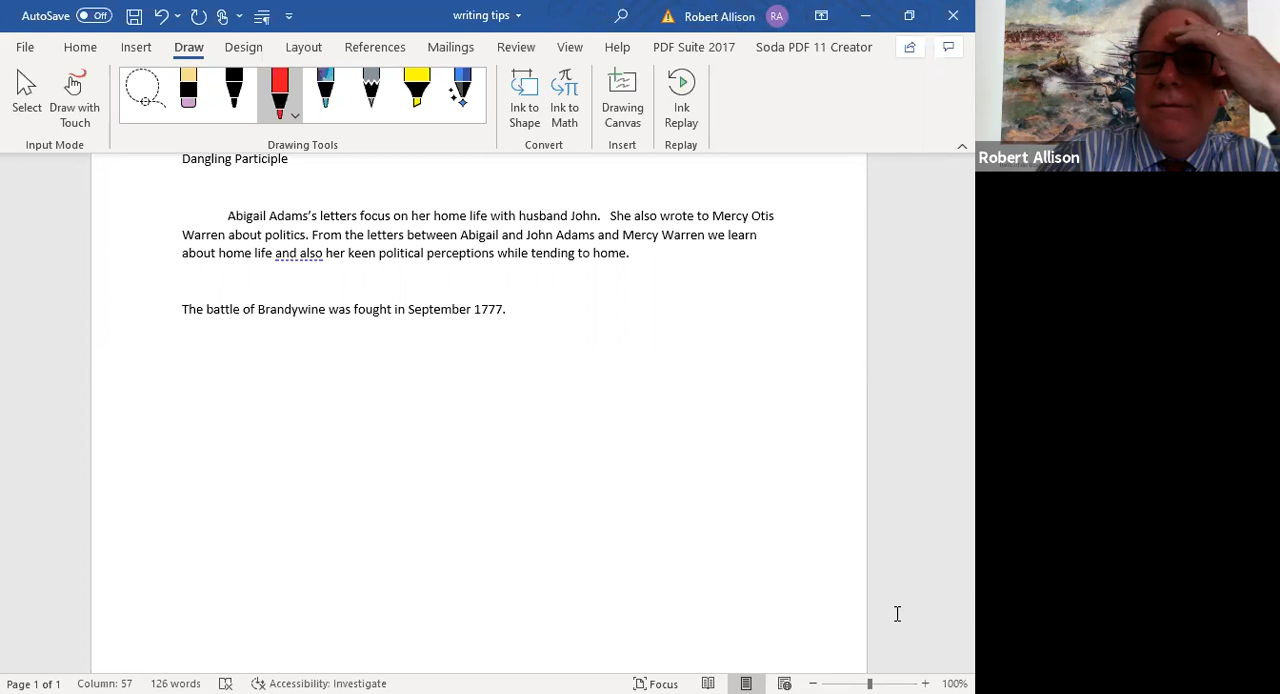 AutoSave Off writing tips Robert Allison RA
File Home Insert Draw Design Layout References Mailings Review View Help PDF Suite 2017 Soda PDF 11 Creator
Select
Draw with Touch
Ink to Shape
Ink to Math
Drawing Canvas
Ink Replay
Input Mode Drawing Tools Convert Insert Replay
Robert Allison
Dangling Participle
Abigail Adams's letters focus on her home life with husband John. She also wrote to Mercy Otis
Warren about politics. From the letters between Abigail and John Adams and Mercy Warren we learn
about home life and also her keen political perceptions while tending to home.
The battle of Brandywine was fought in September 1777.
Page 1 of 1 Column: 57 126 words Accessibility: Investigate Focus 100%